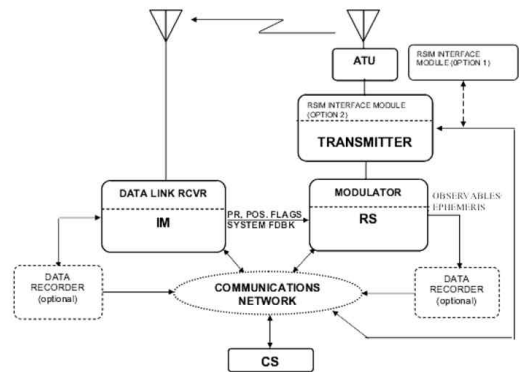 ATU
RSIM INTERFACE
MODULE (OPTION 1)
RSIM INTERFACE MODULE
(OPTION 2)
TRANSMITTER
DATA LINK RCVR
IM
PR, POS. FLAGS
SYSTEM FDBK
MODULATOR
RS
OBSERVABLES
EPHEMERIS
DATA
RECORDER
(optional)
COMMUNICATIONS
NETWORK
DATA
RECORDER
(optional)
CS